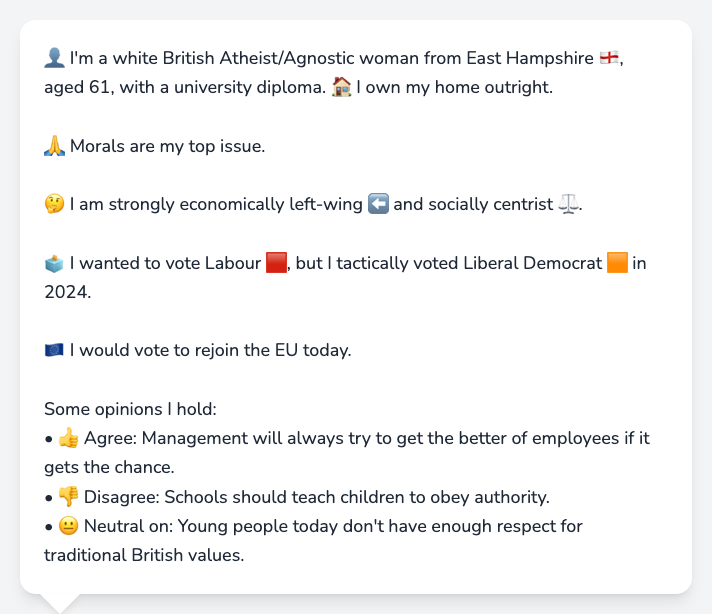 👤 I'm a white British Atheist/Agnostic woman from East Hampshire 🏴󠁧󠁢󠁥󠁮󠁧󠁿,
aged 61, with a university diploma. 🏠 I own my home outright.
🙏 Morals are my top issue.
🤔 I am strongly economically left-wing ⬅️ and socially centrist ⚖️.
🗳️ I wanted to vote Labour 🟥, but I tactically voted Liberal Democrat 🟧 in
2024.
🇪🇺 I would vote to rejoin the EU today.
Some opinions I hold:
• 👍 Agree: Management will always try to get the better of employees if it
gets the chance.
• 👎 Disagree: Schools should teach children to obey authority.
• 😐 Neutral on: Young people today don't have enough respect for
traditional British values.